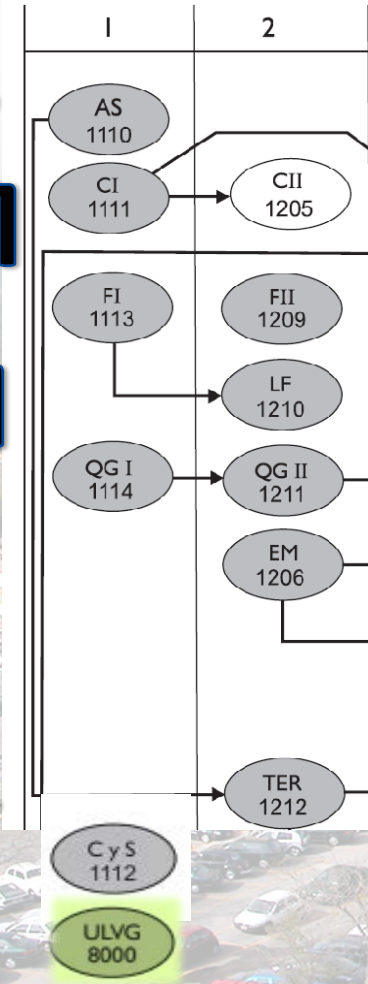 1
2
AS
1110
CI
1111
CII
1205
FI
1113
FII
1209
LF
1210
QG I
1114
QG II
1211
EM
1206
TER
1212
C y S
1112
ULVG
8000